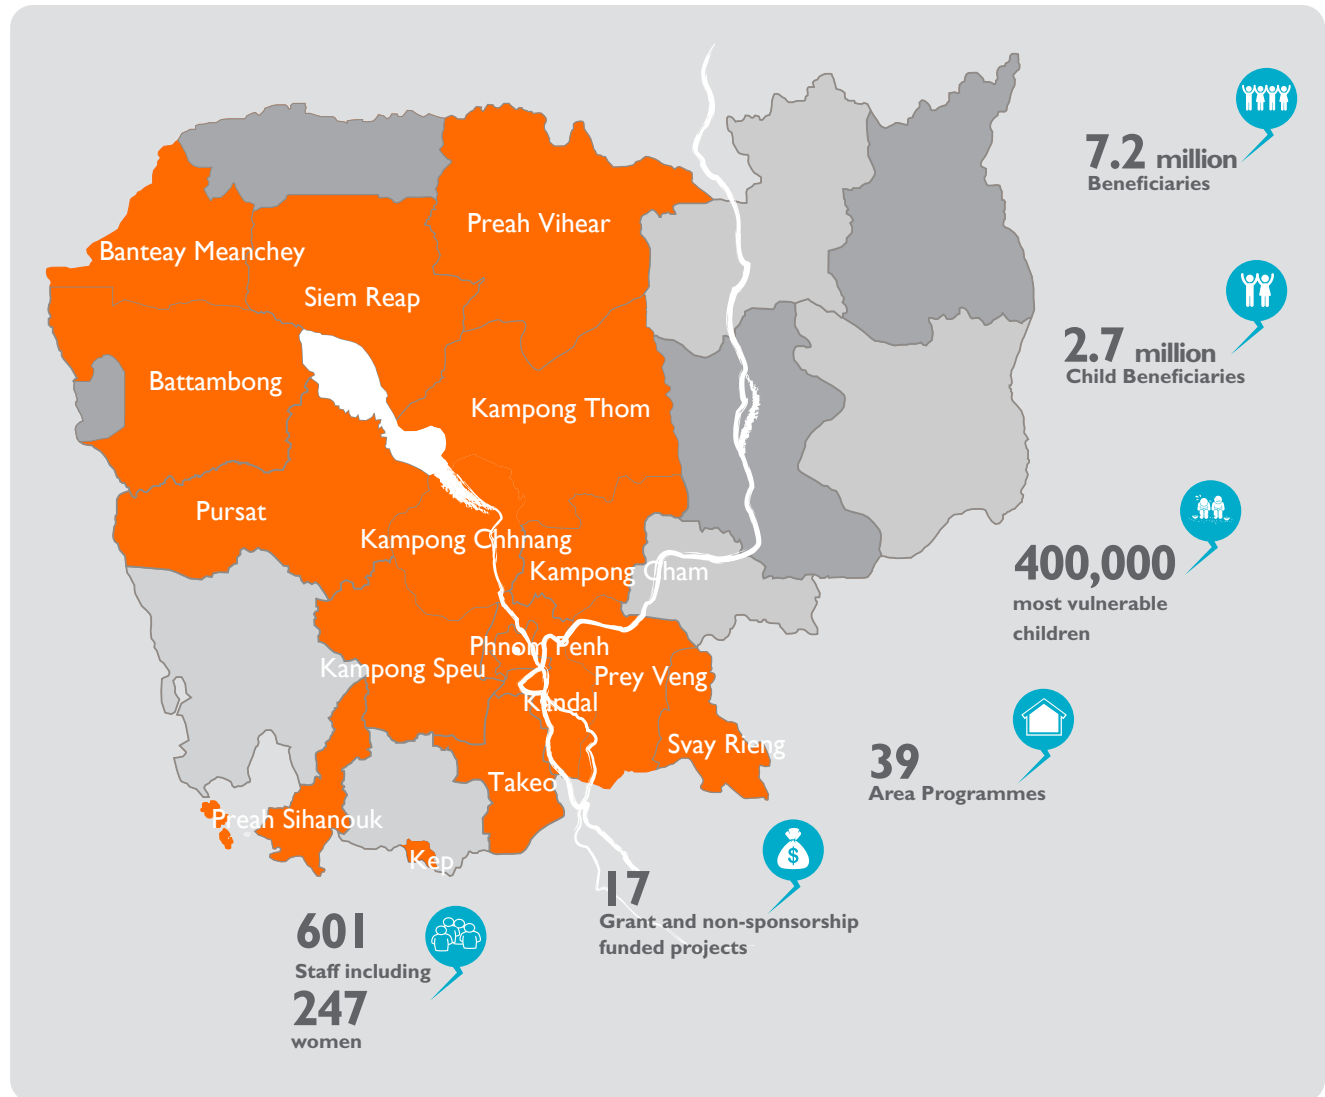 7.2 million
Beneficiaries
Preah Vihear
Banteay Meanchey
Siem Reap
2.7 million
Child Beneficiaries
Battambong
Kampong Thom
Pursat
Kampong Chhnang
Kampong Cham
400,000
most vulnerable
children
Phnom Penh
Kampong Speu
Prey Veng
Kandal
Svay Rieng
Takeo
39
Area Programmes
Preah Sihanouk
Kep
$
17
Grant and non-sponsorship
funded projects
601
Staff including
247
women